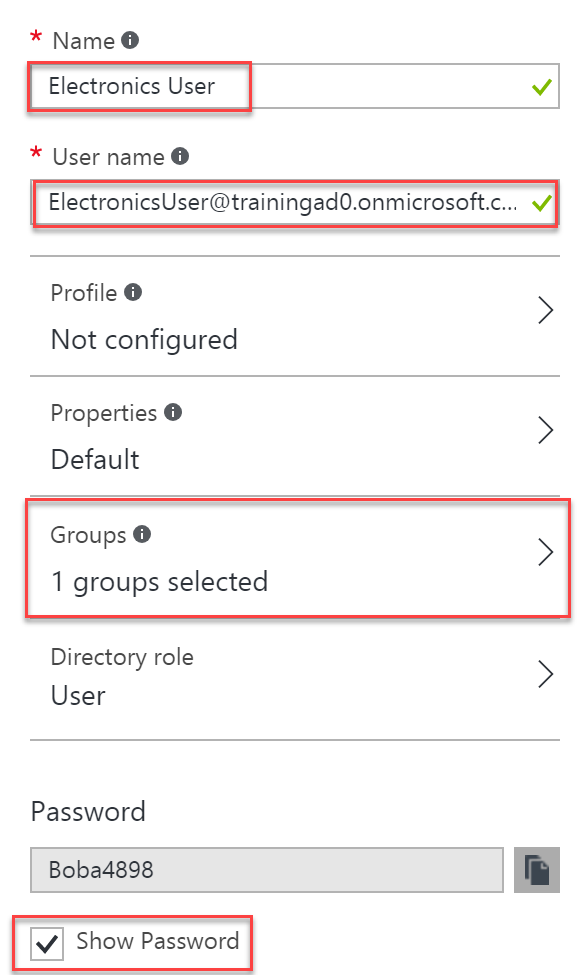 * Name
Electronics User
* User name
ElectronicsUser@trainingad0.onmicrosoft.c...
Profile
Not configured
Properties
Default
Groups
1 groups selected
Directory role
User
Password
Boba4898
Show Password